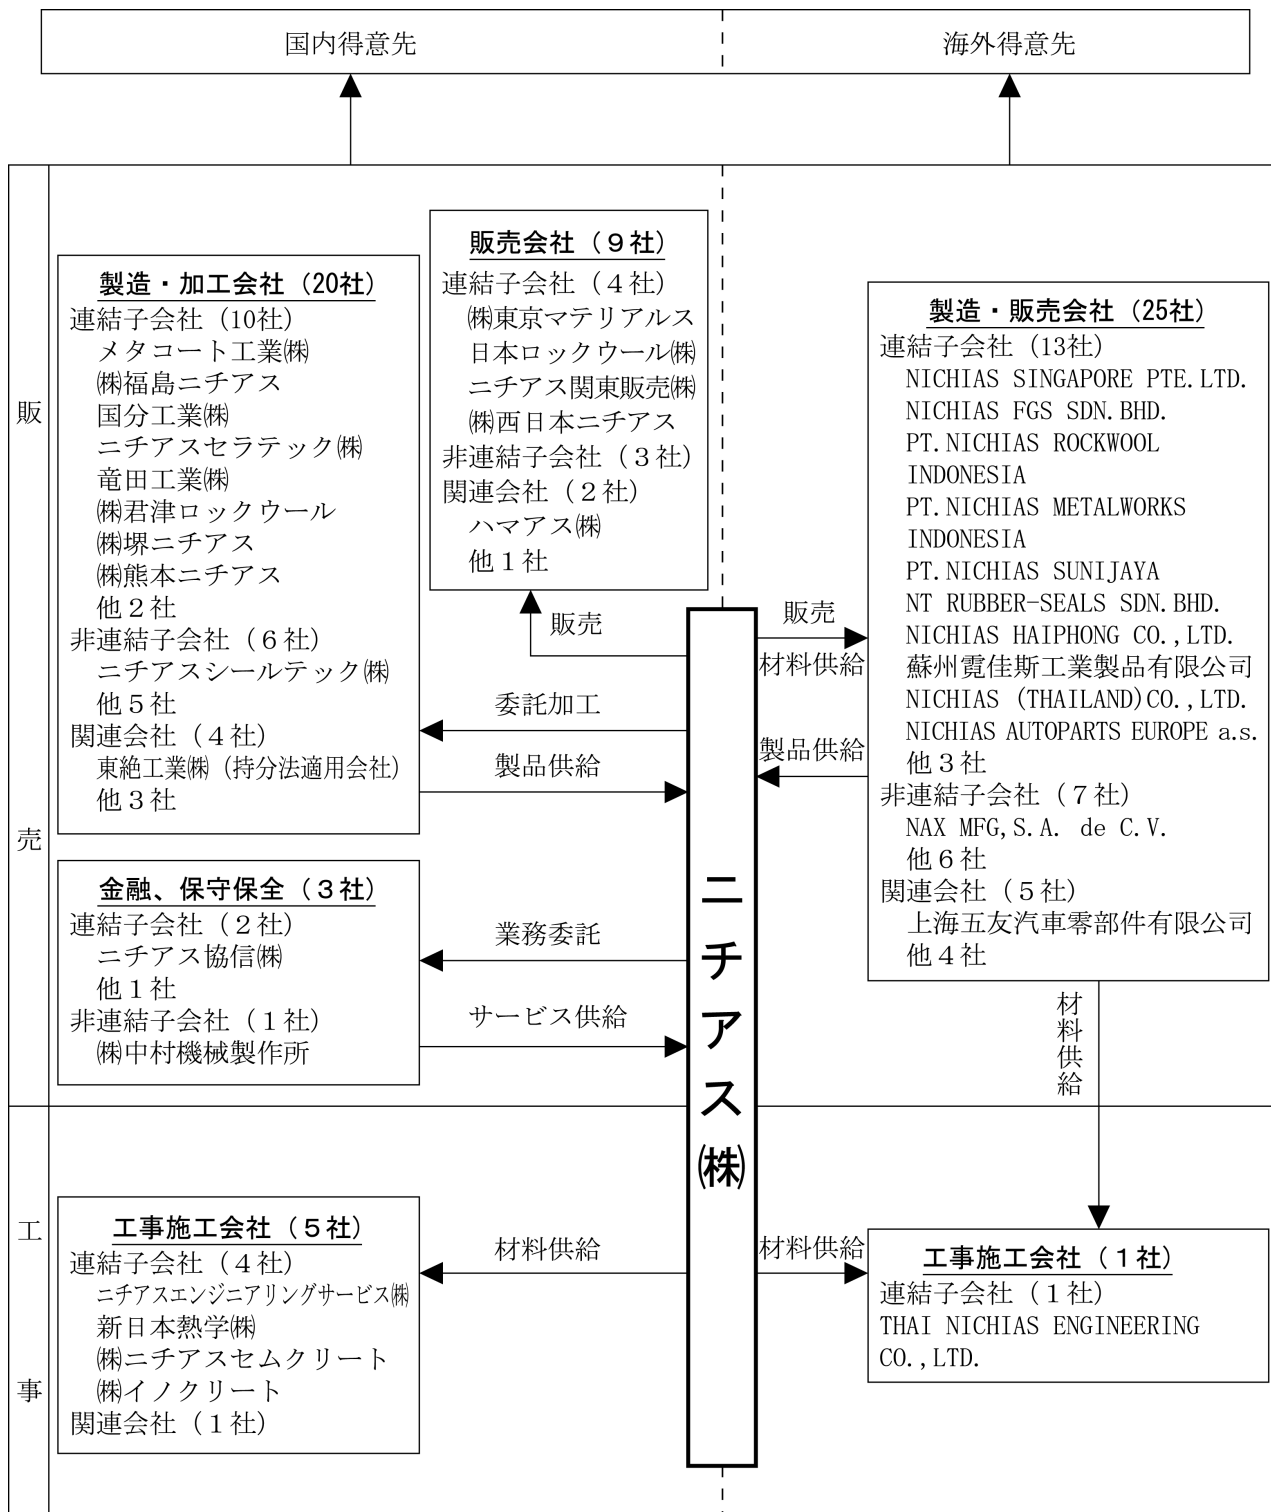 国内得意先
海外得意先
販売
販売会社（９社）
連結子会社（４社）
㈱東京マテリアルス
日本ロックウール㈱
ニチアス関東販売㈱
㈱西日本ニチアス
非連結子会社（３社）
関連会社（２社）
ハマアス㈱
他１社
製造・加工会社（20社）
連結子会社（10社）
メタコート工業㈱
㈱福島ニチアス
国分工業㈱
ニチアスセラテック㈱
竜田工業㈱
㈱君津ロックウール
㈱堺ニチアス
㈱熊本ニチアス
他２社
非連結子会社（６社）
ニチアスシールテック㈱
他５社
関連会社（４社）
東絶工業㈱（持分法適用会社）
他３社
製造・販売会社（25社）
連結子会社（13社）
NICHIAS SINGAPORE PTE.LTD.
NICHIAS FGS SDN.BHD.
PT.NICHIAS ROCKWOOL
INDONESIA
PT.NICHIAS METALWORKS
INDONESIA
PT.NICHIAS SUNIJAYA
NT RUBBER-SEALS SDN.BHD.
NICHIAS HAIPHONG CO.,LTD.
蘇州霓佳斯工業製品有限公司
NICHIAS (THAILAND)CO.,LTD.
NICHIAS AUTOPARTS EUROPE a.s.
他３社
非連結子会社（７社）
NAX MFG,S.A. de C.V.
他６社
関連会社（５社）
上海五友汽車零部件有限公司
他４社
販売
委託加工
製品供給
販売
材料供給
製品供給
金融、保守保全（３社）
連結子会社（２社）
ニチアス協信㈱
他１社
非連結子会社（１社）
㈱中村機械製作所
業務委託
サービス供給
ニチアス㈱
材料供給
工事
工事施工会社（５社）
連結子会社（４社）
ニチアスエンジニアリングサービス㈱
新日本熱学㈱
㈱ニチアスセムクリート
㈱イノクリート
関連会社（１社）
材料供給
材料供給
工事施工会社（１社）
連結子会社（１社）
THAI NICHIAS ENGINEERING
CO.,LTD.